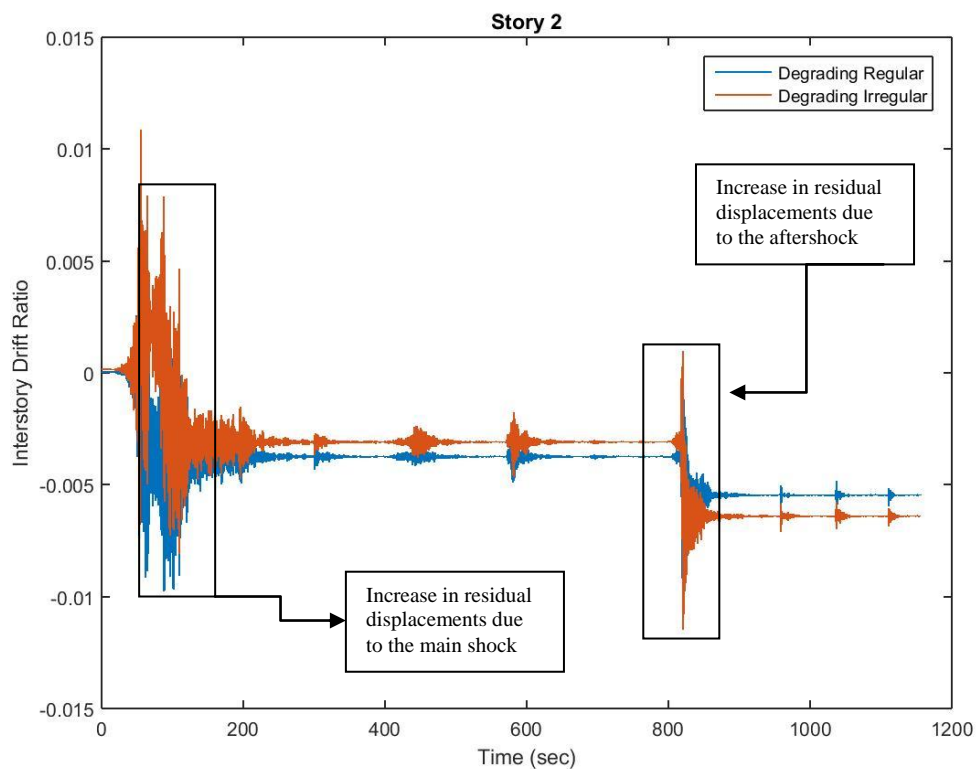 Story 2
0.015
0.01
0.005
0
-0.005
-0.01
-0.015
Interstory Drift Ratio
Degrading Regular
Degrading Irregular
Increase in residual
displacements due
to the aftershock
Increase in residual
displacements due
to the main shock
0
200
400
600
800
1000
1200
Time (sec)